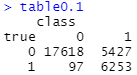 > table0.1
class
true 0 1
0 17618 5427
1 97 6253